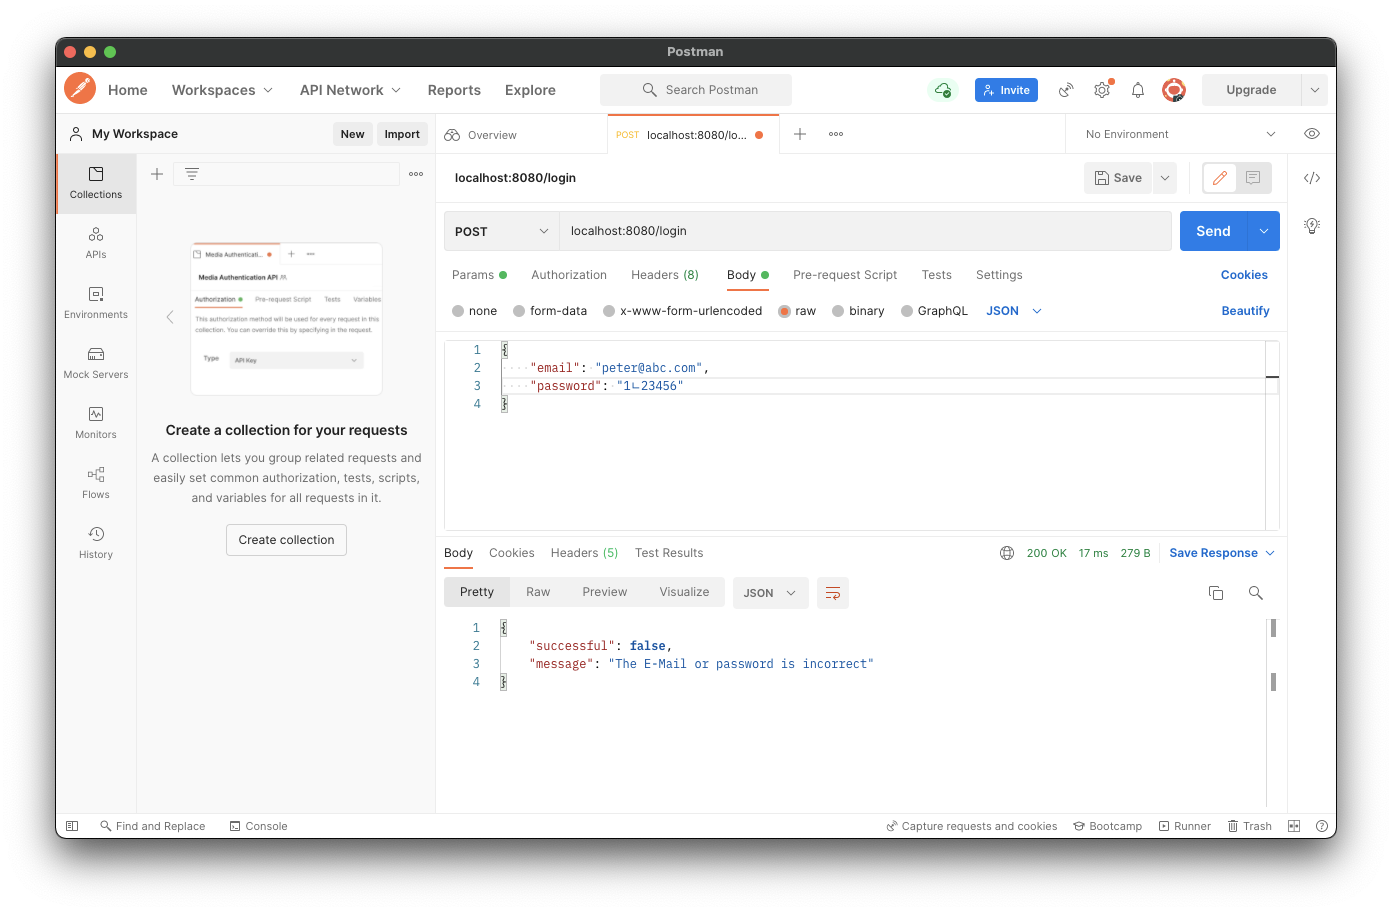 Postman
Home Workspaces API Network Reports Explore Search Postman Invite Upgrade
My Workspace New Import Overview POST localhost:8080/lo... No Environment
Collections
APIs
Environments
Mock Servers
Monitors
Flows
History
Media Authenticati...
Media Authentication API
Authorization Pre-request Script Tests Variables
This authorization method will be used for every request in this
collection. You can override this by specifying in the request.
Type API Key
Create a collection for your requests
A collection lets you group related requests and
easily set common authorization, tests, scripts,
and variables for all requests in it.
Create collection
localhost:8080/login Save
POST localhost:8080/login Send
Params Authorization Headers (8) Body Pre-request Script Tests Settings Cookies
none form-data x-www-form-urlencoded raw binary GraphQL JSON Beautify
1 {
2 "email": "peter@abc.com",
3 "password": "1ㄴ23456"
4 }
Body Cookies Headers (5) Test Results 200 OK 17 ms 279 B Save Response
Pretty Raw Preview Visualize JSON
1 {
2 "successful": false,
3 "message": "The E-Mail or password is incorrect"
4 }
Find and Replace Console Capture requests and cookies Bootcamp Runner Trash